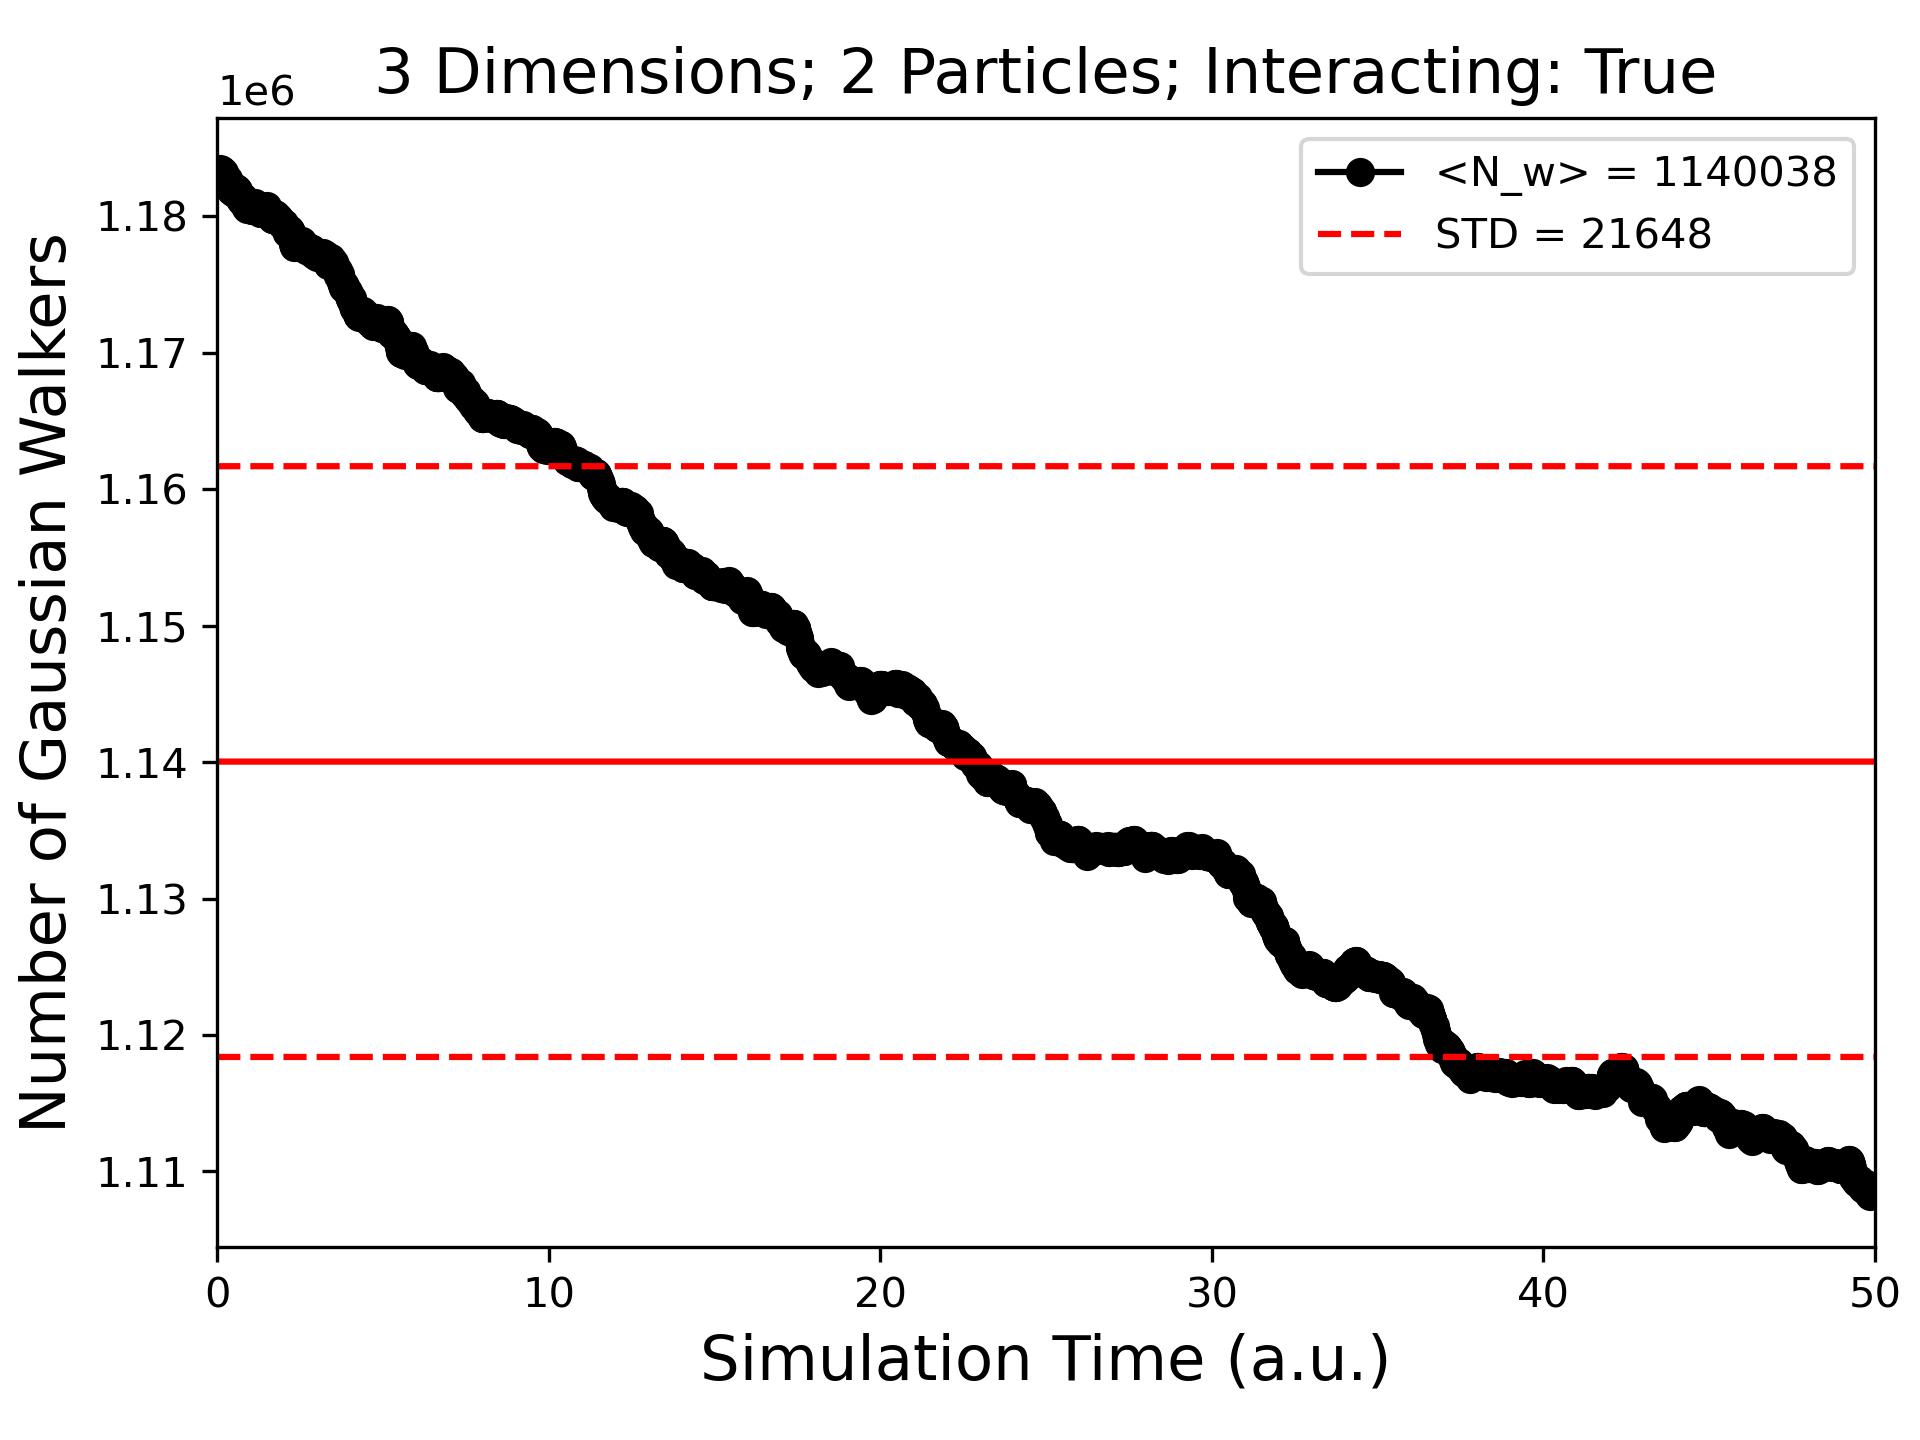 3 Dimensions; 2 Particles; Interacting: True
1e6
<N_w> = 1140038
STD = 21648
Number of Gaussian Walkers
1.18
1.17
1.16
1.15
1.14
1.13
1.12
1.11
0 10 20 30 40 50
Simulation Time (a.u.)